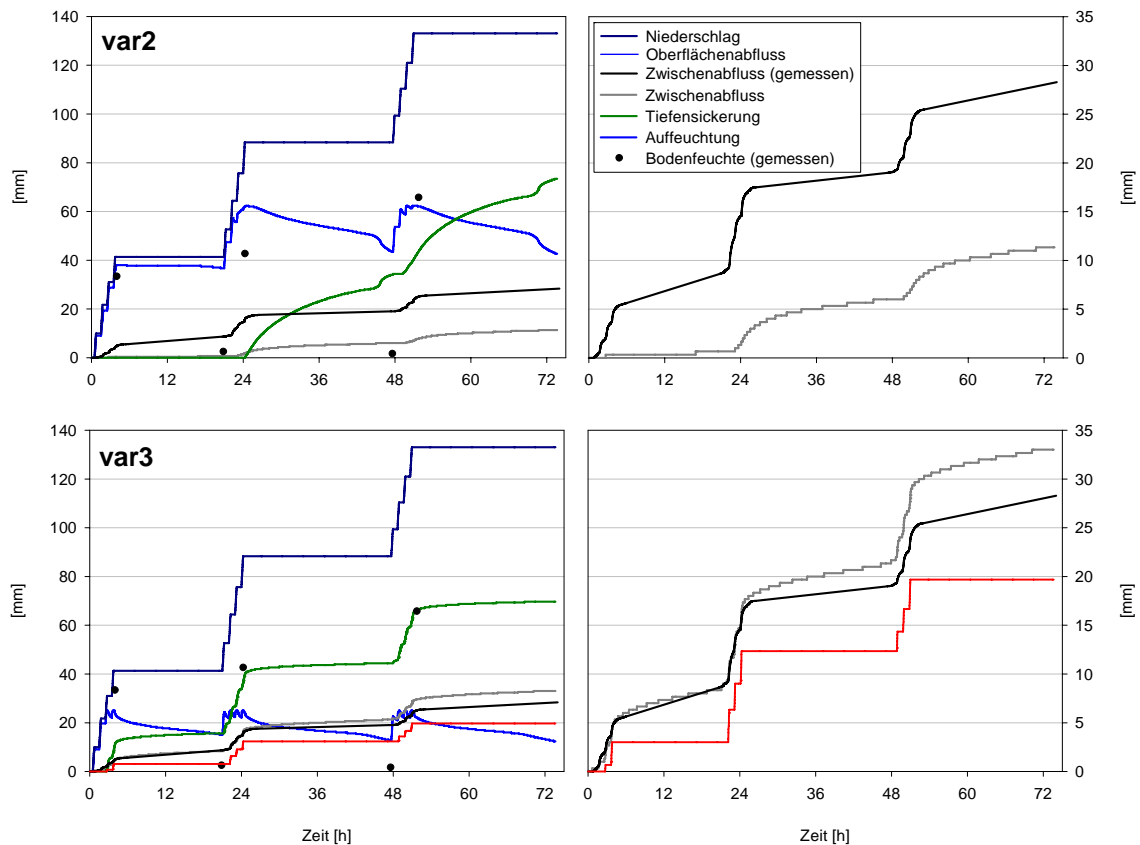 140
120
100
80
60
40
20
0
[mm]
var2
0 12 24 36 48 60 72
Niederschlag
Oberflächenabfluss
Zwischenabfluss (gemessen)
Zwischenabfluss
Tiefensickerung
Auffeuchtung
Bodenfeuchte (gemessen)
35
30
25
20
15
10
5
0
[mm]
0 12 24 36 48 60 72
140
120
100
80
60
40
20
0
[mm]
var3
0 12 24 36 48 60 72
Zeit [h]
35
30
25
20
15
10
5
0
[mm]
0 12 24 36 48 60 72
Zeit [h]